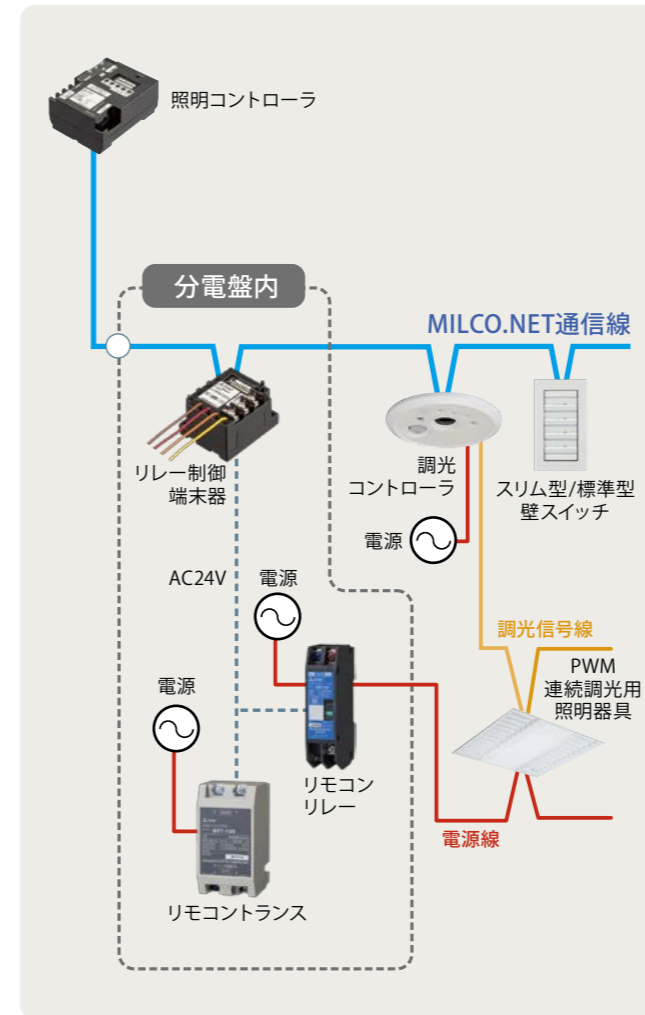 照明コントローラ
分電盤内
MILCO.NET通信線
リレー制御
端末器
調光
コントローラ
スリム型/標準型
壁スイッチ
電源
AC24V
電源
調光信号線
PWM
連続調光用
照明器具
電源
リモコン
リレー
電源線
リモコントランス